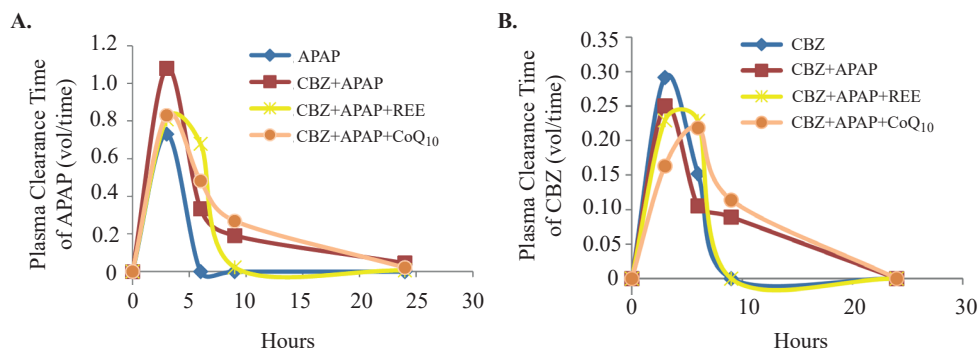 A.
Plasma Clearance Time
of APAP (vol/time)
1.2
1.0
0.8
0.6
0.4
0.2
0
0
5
10
15
20
25
30
Hours
APAP
CBZ+APAP
CBZ+APAP+REE
CBZ+APAP+CoQ10
B.
Plasma Clearance Time
of CBZ (vol/time)
0.35
0.30
0.25
0.20
0.15
0.10
0.05
0
0
10
20
30
Hours
CBZ
CBZ+APAP
CBZ+APAP+REE
CBZ+APAP+CoQ10